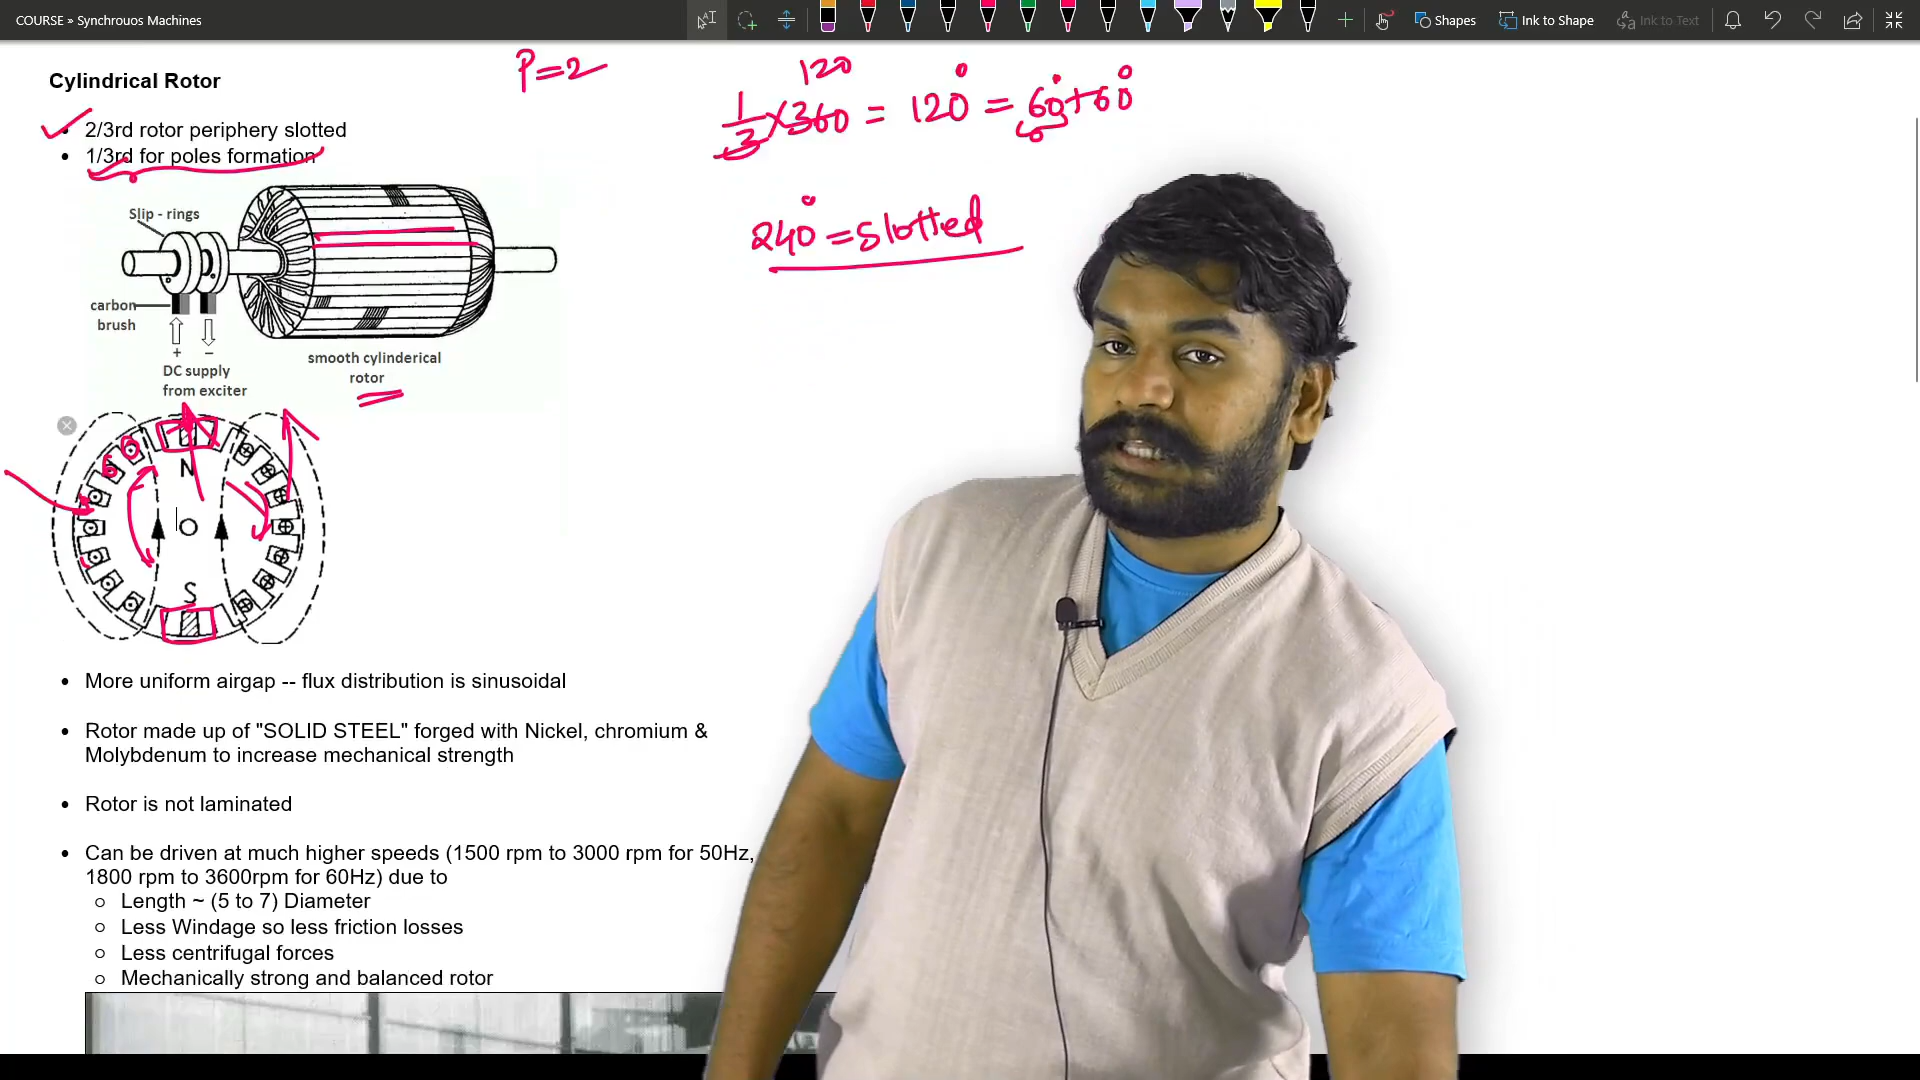 COURSE » Synchrouos Machines
Shapes
Ink to Shape
Ink to Text
Cylindrical Rotor
P=2
120
1/3 × 360 = 120° = 60° + 60°
2/3rd rotor periphery slotted
1/3rd for poles formation
240° = slotted
Slip - rings
carbon
brush
+ −
DC supply
from exciter
smooth cylinderical
rotor
60
N
O
S
More uniform airgap -- flux distribution is sinusoidal
Rotor made up of "SOLID STEEL" forged with Nickel, chromium &
Molybdenum to increase mechanical strength
Rotor is not laminated
Can be driven at much higher speeds (1500 rpm to 3000 rpm for 50Hz,
1800 rpm to 3600rpm for 60Hz) due to
Length ~ (5 to 7) Diameter
Less Windage so less friction losses
Less centrifugal forces
Mechanically strong and balanced rotor